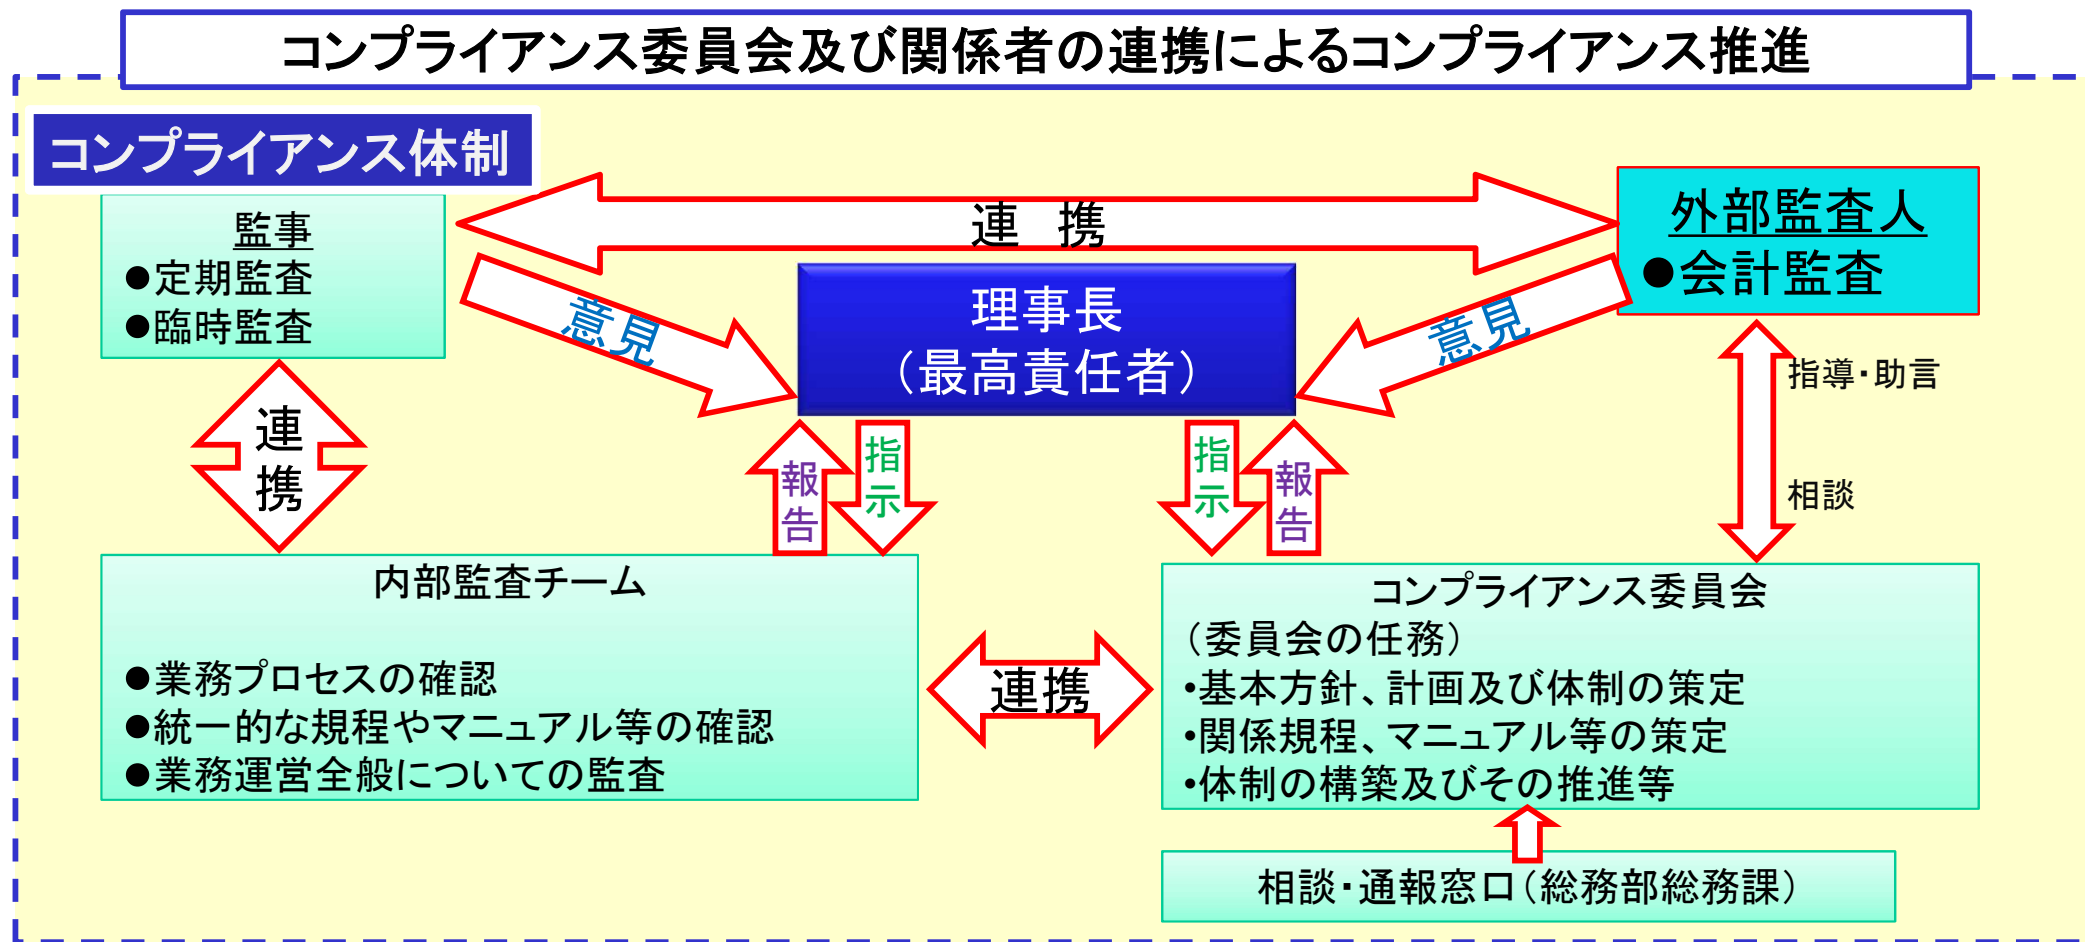 コンプライアンス委員会及び関係者の連携によるコンプライアンス推進
コンプライアンス体制
監事
●定期監査
●臨時監査
連　携
外部監査人
●会計監査
意見
理事長
（最高責任者）
意見
指導・助言
相談
連
携
報
告
指
示
指
示
報
告
内部監査チーム
●業務プロセスの確認
●統一的な規程やマニュアル等の確認
●業務運営全般についての監査
連携
コンプライアンス委員会
（委員会の任務）
•基本方針、計画及び体制の策定
•関係規程、マニュアル等の策定
•体制の構築及びその推進等
相談・通報窓口（総務部総務課）